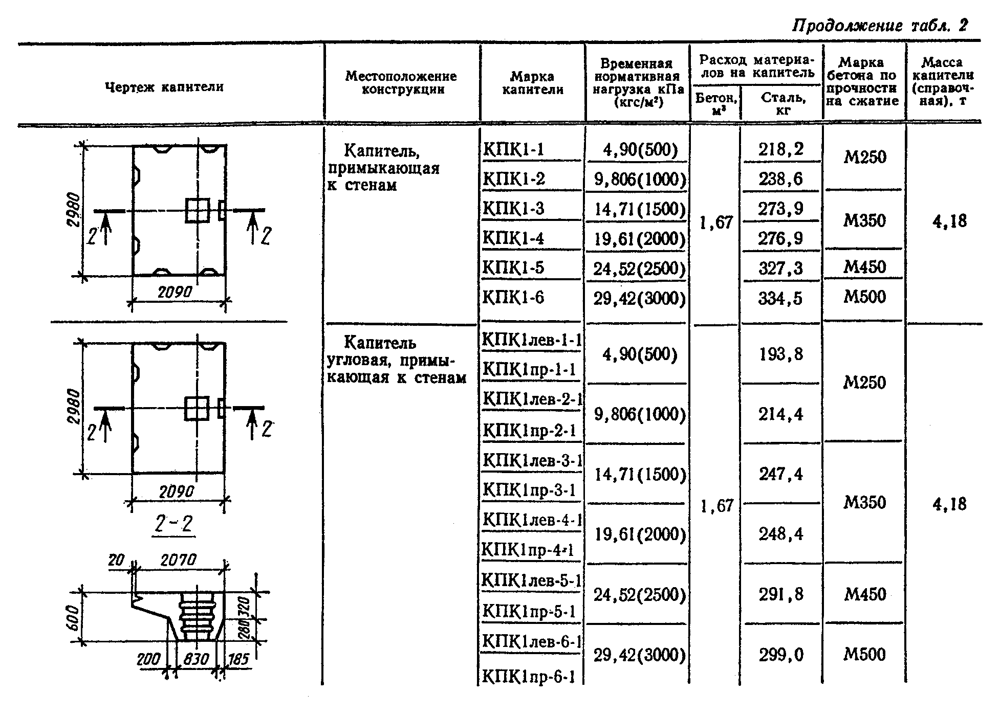 Продолжение табл. 2
Чертеж капители
Местоположение
конструкции
Марка
капители
Временная
нормативная
нагрузка кПа
(кгс/м²)
Расход материа-
лов на капитель
Бетон,
м³
Сталь,
кг
Марка
бетона по
прочности
на сжатие
Масса
капители
(справоч-
ная), т
2980
2
2
2090
Капитель,
примыкающая
к стенам
КПК1-1
4,90(500)
218,2
М250
КПК1-2
9,806(1000)
238,6
КПК1-3
14,71(1500)
273,9
М350
1,67
4,18
КПК1-4
19,61(2000)
276,9
КПК1-5
24,52(2500)
327,3
М450
КПК1-6
29,42(3000)
334,5
М500
2980
2
2
2090
2-2
20
2070
600
320
280
200
830
185
Капитель
угловая, примы-
кающая к стенам
КПК1лев-1-1
КПК1пр-1-1
4,90(500)
193,8
М250
КПК1лев-2-1
КПК1пр-2-1
9,806(1000)
214,4
КПК1лев-3-1
КПК1пр-3-1
14,71(1500)
247,4
М350
1,67
4,18
КПК1лев-4-1
КПК1пр-4-1
19,61(2000)
248,4
КПК1лев-5-1
КПК1пр-5-1
24,52(2500)
291,8
М450
КПК1лев-6-1
КПК1пр-6-1
29,42(3000)
299,0
М500